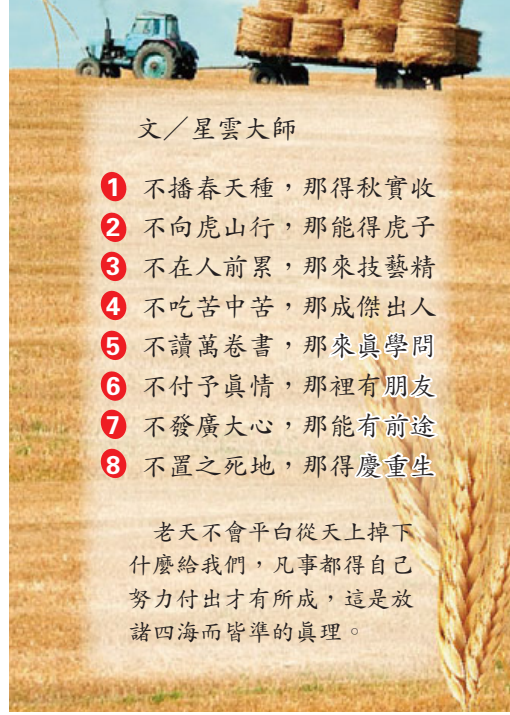 文／星雲大師
1 不播春天種，那得秋實收
2 不向虎山行，那能得虎子
3 不在人前累，那來技藝精
4 不吃苦中苦，那成傑出人
5 不讀萬卷書，那來眞學問
6 不付予眞情，那裡有朋友
7 不發廣大心，那能有前途
8 不置之死地，那得慶重生
老天不會平白從天上掉下
什麼給我們，凡事都得自己
努力付出才有所成，這是放
諸四海而皆準的眞理。